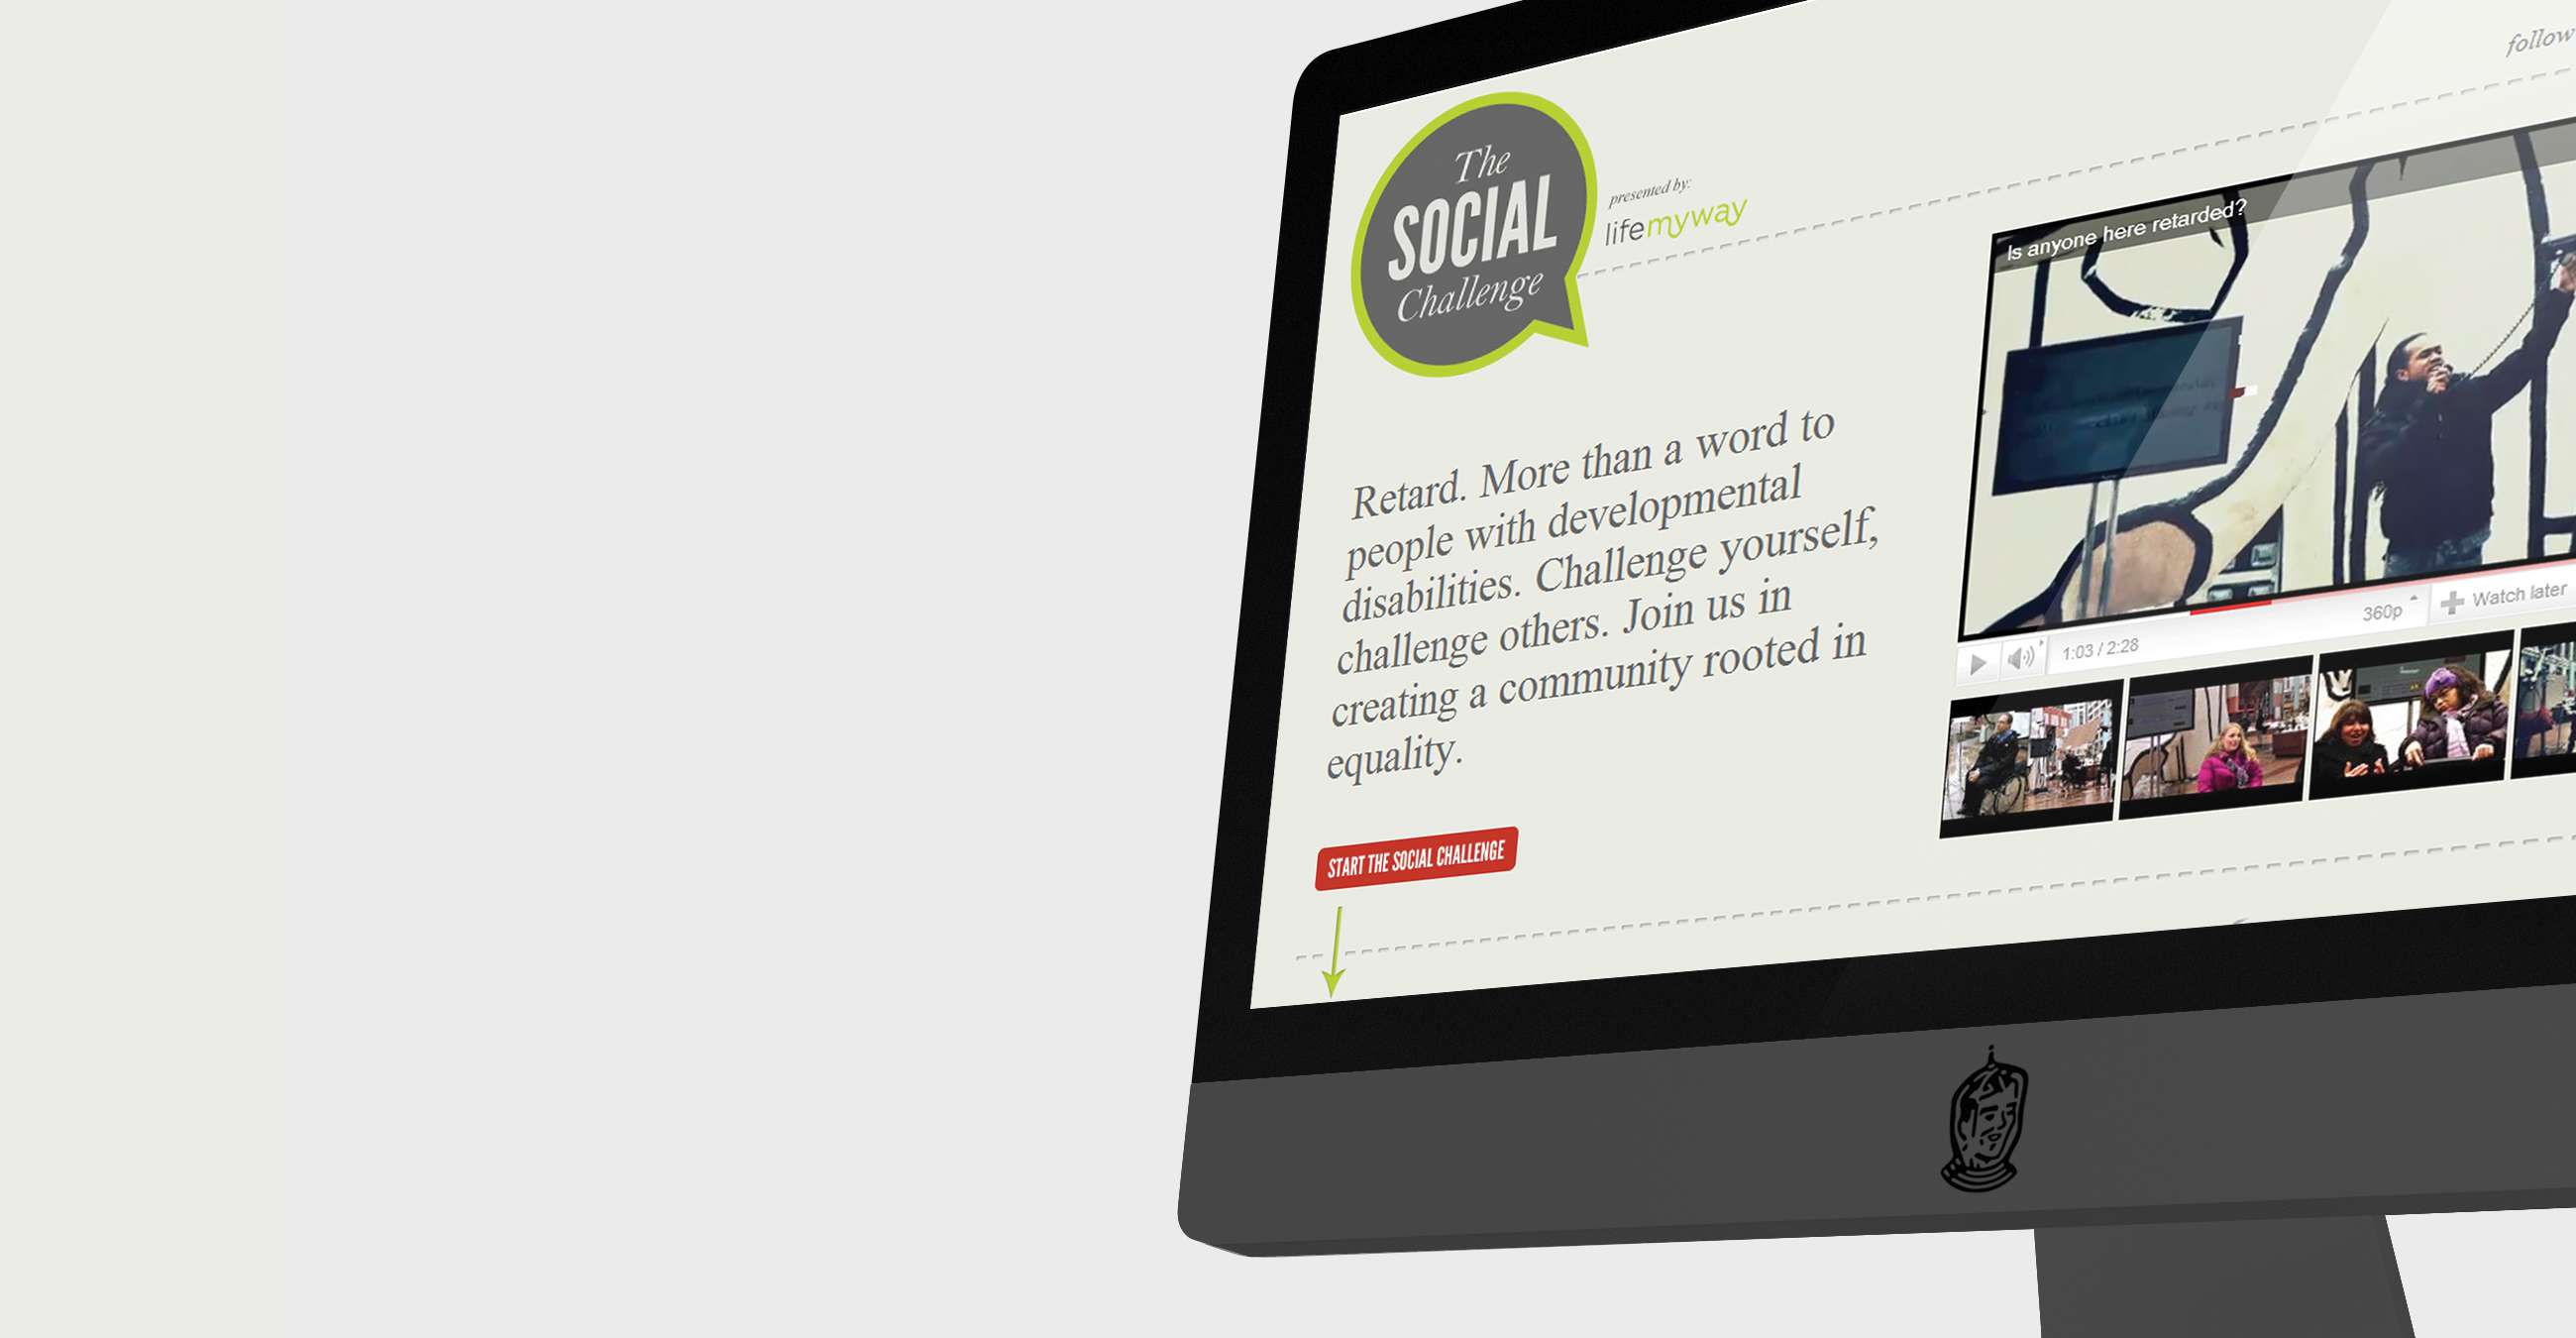 follow
The
SOCIAL
Challenge
presented by:
lifemyway
Is anyone here retarded?
Retard. More than a word to
people with developmental
disabilities. Challenge yourself,
challenge others. Join us in
creating a community rooted in
equality.
360p
Watch later
1:03 / 2:28
START THE SOCIAL CHALLENGE